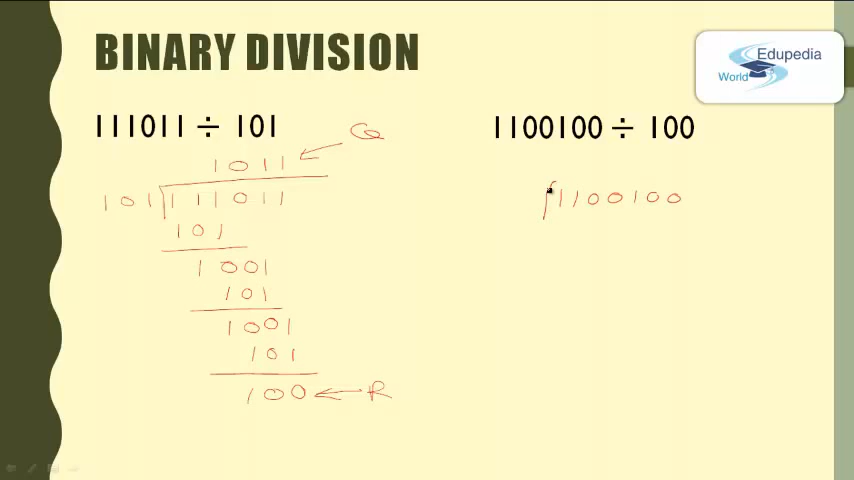 BINARY DIVISION
Edupedia
World
111011 ÷ 101
1011 ← Q
101 111011
101
1001
101
1001
101
100 ← R
1100100 ÷ 100
1100100